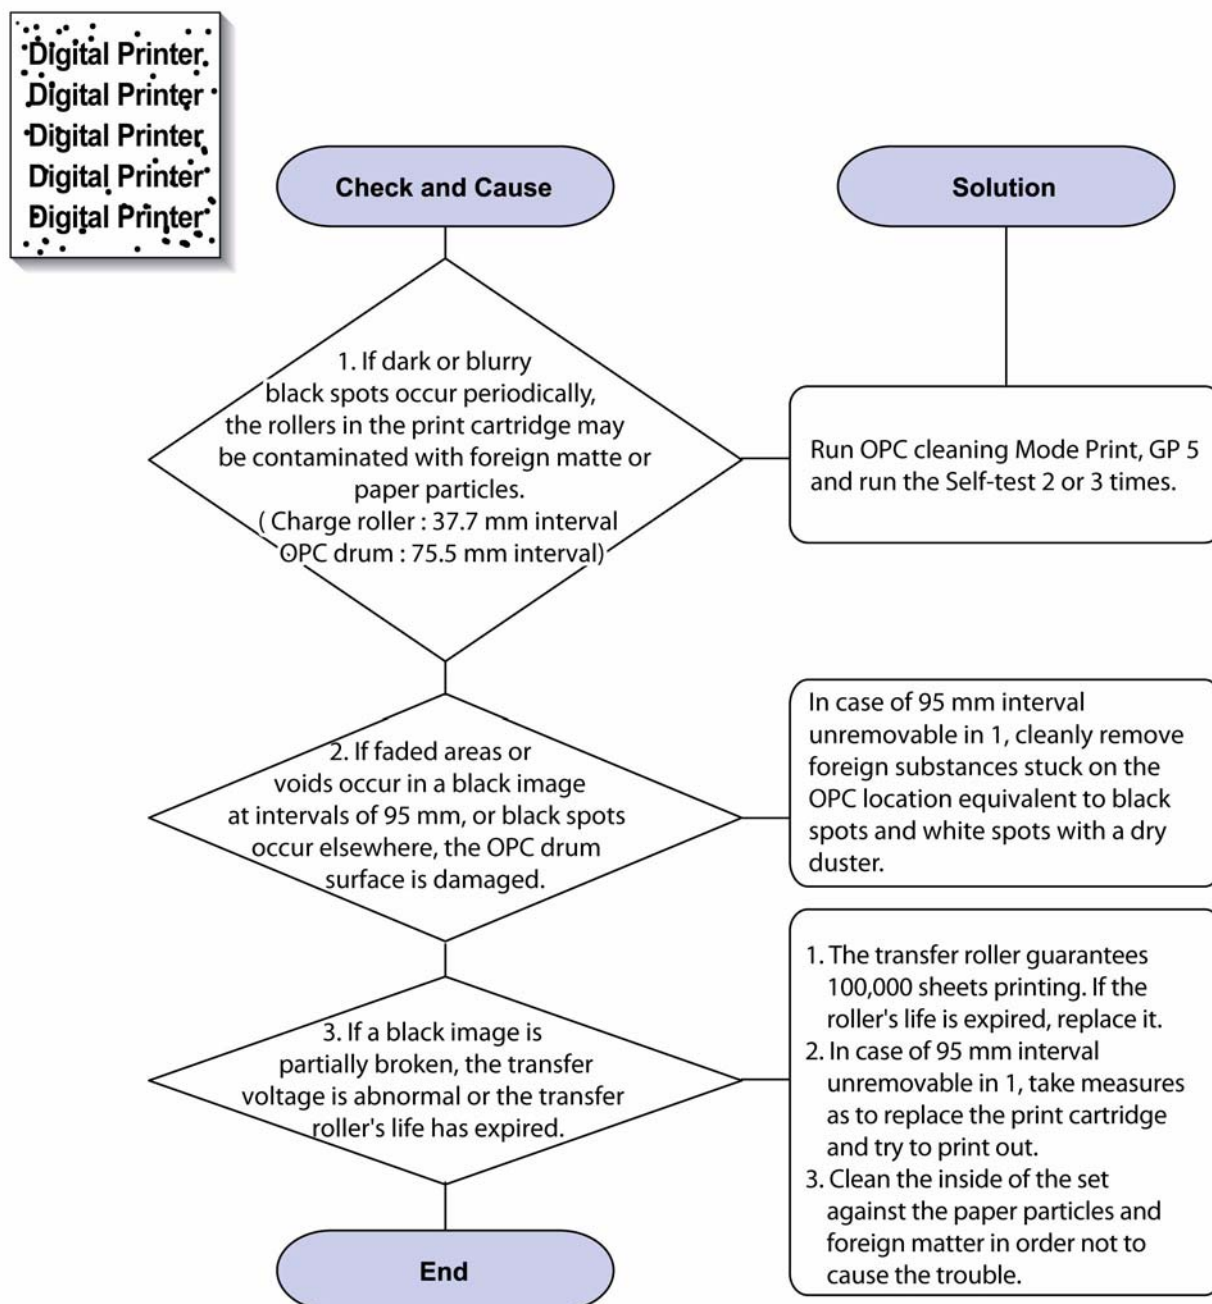 Digital Printer
Digital Printer
Digital Printer
Digital Printer
Digital Printer
Check and Cause
Solution
1. If dark or blurry
black spots occur periodically,
the rollers in the print cartridge may
be contaminated with foreign matte or
paper particles.
( Charge roller : 37.7 mm interval
OPC drum : 75.5 mm interval)
Run OPC cleaning Mode Print, GP 5
and run the Self-test 2 or 3 times.
2. If faded areas or
voids occur in a black image
at intervals of 95 mm, or black spots
occur elsewhere, the OPC drum
surface is damaged.
In case of 95 mm interval
unremovable in 1, cleanly remove
foreign substances stuck on the
OPC location equivalent to black
spots and white spots with a dry
duster.
3. If a black image is
partially broken, the transfer
voltage is abnormal or the transfer
roller's life has expired.
1. The transfer roller guarantees
100,000 sheets printing. If the
roller's life is expired, replace it.
2. In case of 95 mm interval
unremovable in 1, take measures
as to replace the print cartridge
and try to print out.
3. Clean the inside of the set
against the paper particles and
foreign matter in order not to
cause the trouble.
End